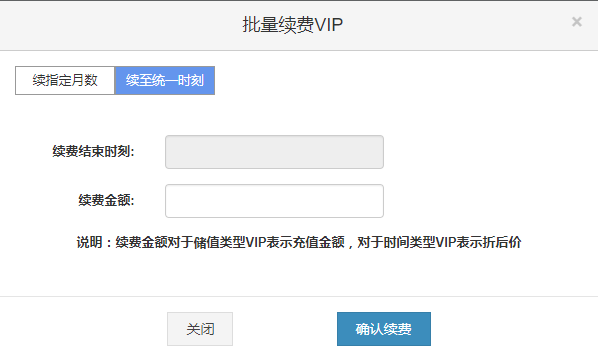 批量续费VIP
×
续指定月数 续至统一时刻
续费结束时刻:
续费金额:
说明：续费金额对于储值类型VIP表示充值金额，对于时间类型VIP表示折后价
关闭 确认续费